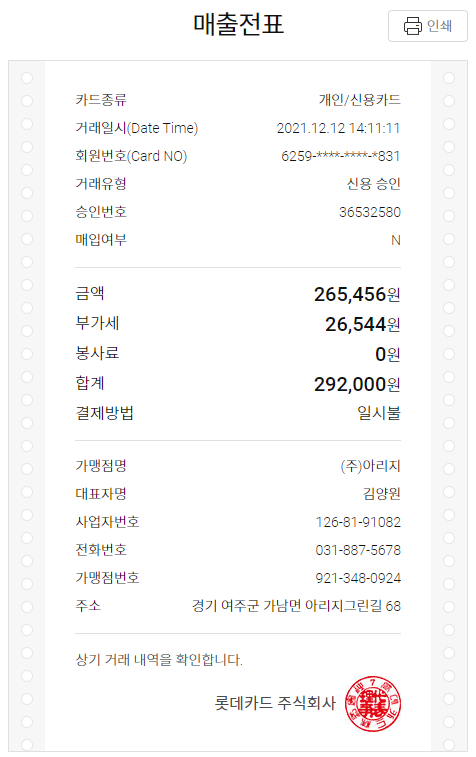 매출전표
인쇄
카드종류 개인/신용카드
거래일시(Date Time) 2021.12.12 14:11:11
회원번호(Card NO) 6259-****-****-*831
거래유형 신용 승인
승인번호 36532580
매입여부 N
금액 265,456원
부가세 26,544원
봉사료 0원
합계 292,000원
결제방법 일시불
가맹점명 (주)아리지
대표자명 김양원
사업자번호 126-81-91082
전화번호 031-887-5678
가맹점번호 921-348-0924
주소 경기 여주군 가남면 아리지그린길 68
상기 거래 내역을 확인합니다.
롯데카드 주식회사